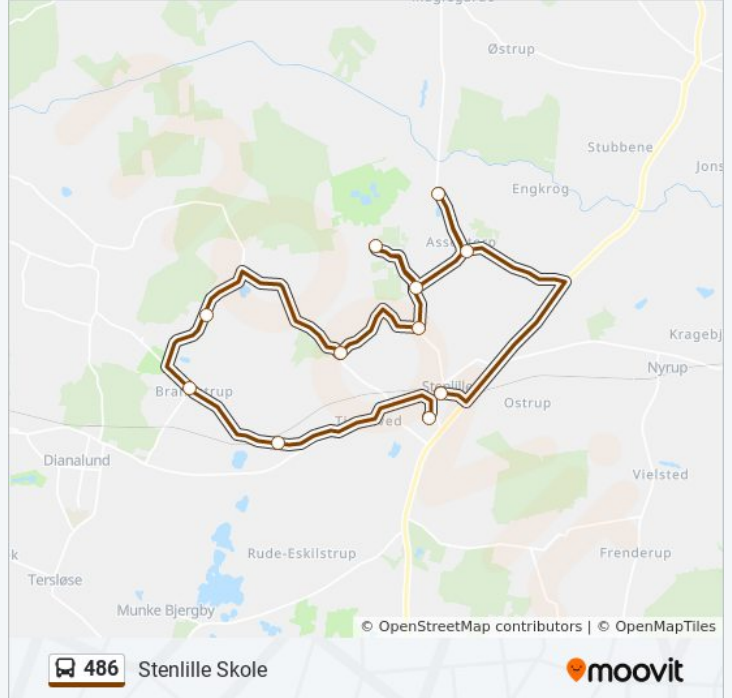 Østrup
Stubbene
Jons
Engkrog
Kragebj
Nyrup
Ostrup
Dianalund
Vielsted
k
Rude-Eskilstrup
Frenderup
Tersløse
Munke Bjergby
© OpenStreetMap contributors | © OpenMapTiles
486 Stenlille Skole
moovit